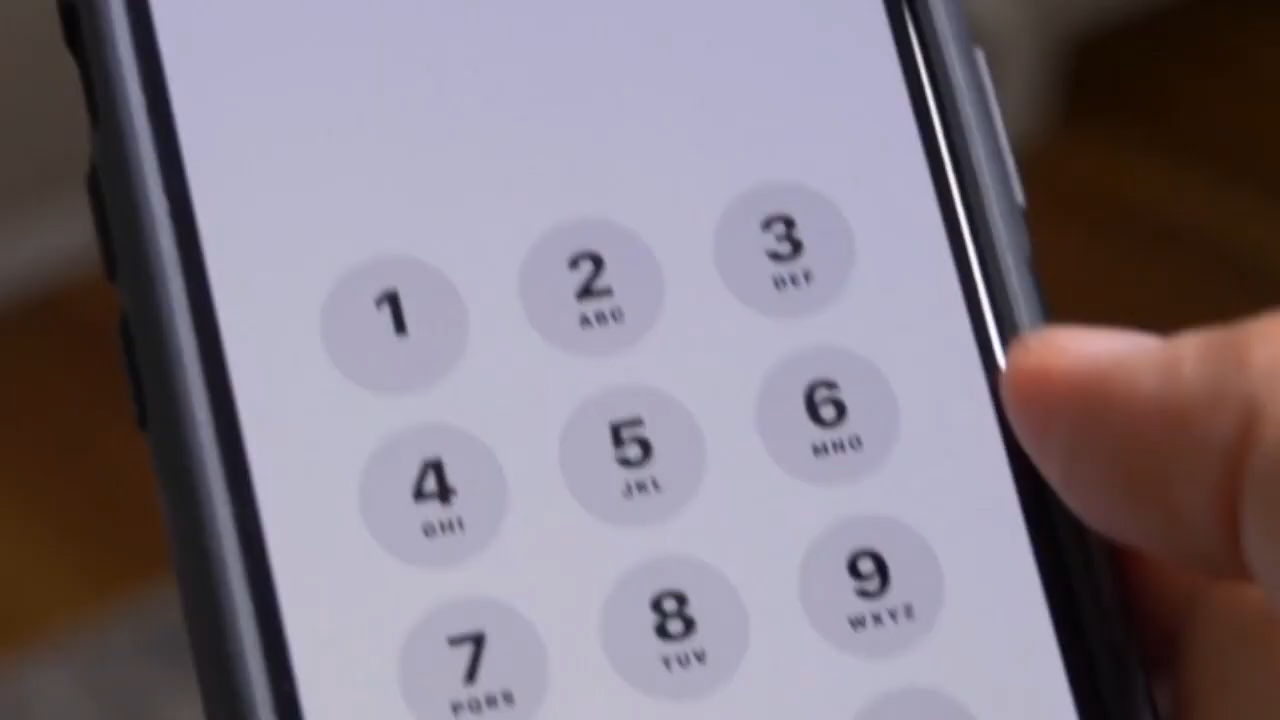 1 2 3
ABC DEF
4 5 6
GHI JKL MNO
7 8 9
PQRS TUV WXYZ